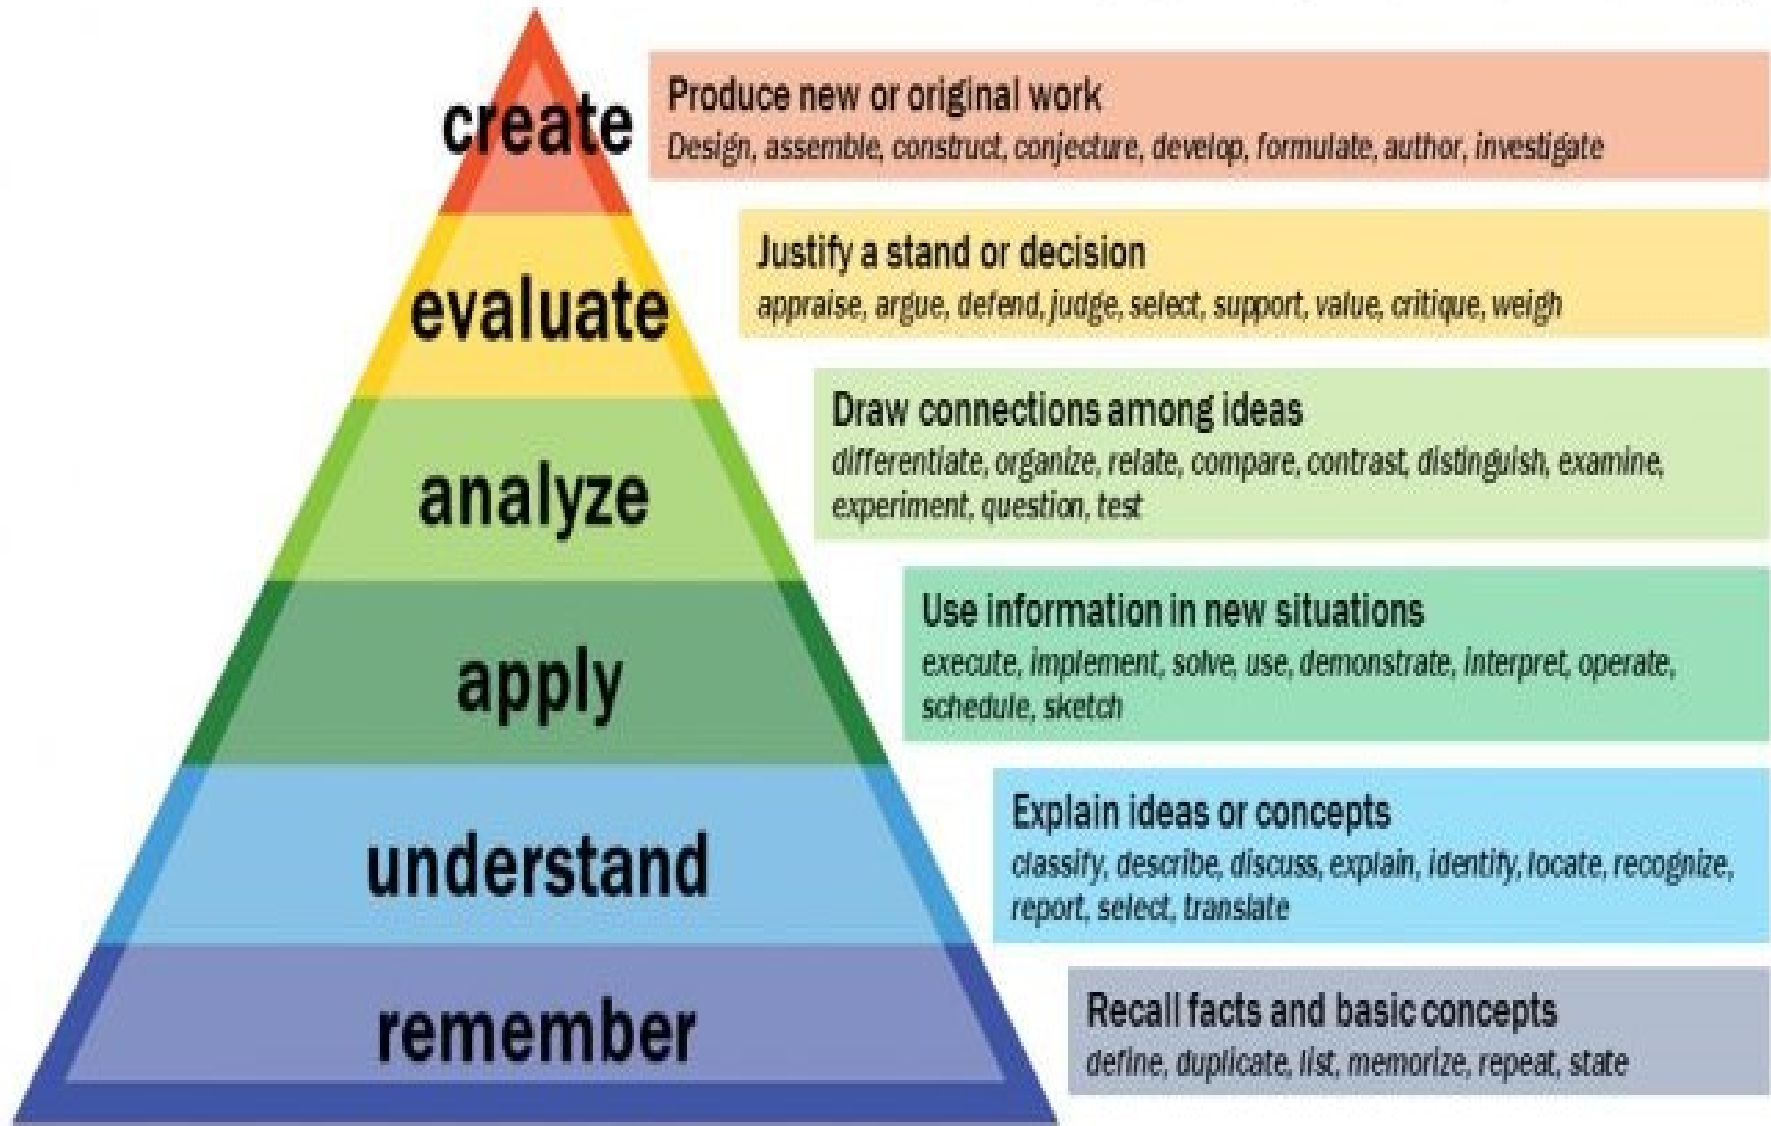 create
Produce new or original work
Design, assemble, construct, conjecture, develop, formulate, author, investigate
evaluate
Justify a stand or decision
appraise, argue, defend, judge, select, support, value, critique, weigh
analyze
Draw connections among ideas
differentiate, organize, relate, compare, contrast, distinguish, examine,
experiment, question, test
apply
Use information in new situations
execute, implement, solve, use, demonstrate, interpret, operate,
schedule, sketch
understand
Explain ideas or concepts
classify, describe, discuss, explain, identify, locate, recognize,
report, select, translate
remember
Recall facts and basic concepts
define, duplicate, list, memorize, repeat, state